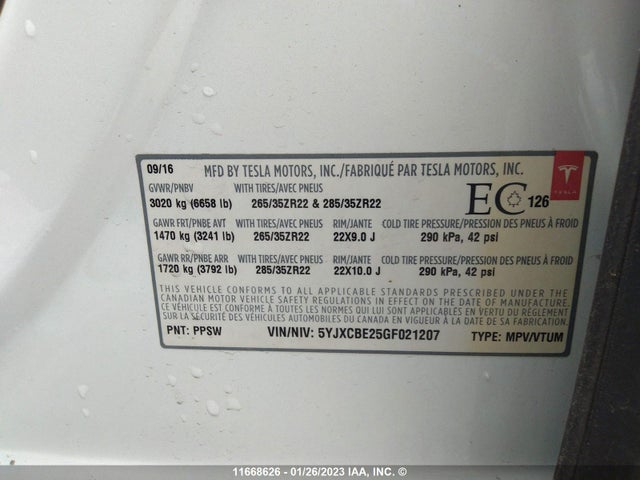 09/16 MFD BY TESLA MOTORS, INC./FABRIQUÉ PAR TESLA MOTORS, INC.
TESLA
GVWR/PNBV WITH TIRES/AVEC PNEUS
3020 kg (6658 lb) 265/35ZR22 & 285/35ZR22 EC 126
GAWR FRT/PNBE AVT WITH TIRES/AVEC PNEUS RIM/JANTE COLD TIRE PRESSURE/PRESSION DES PNEUS À FROID
1470 kg (3241 lb) 265/35ZR22 22X9.0 J 290 kPa, 42 psi
GAWR RR/PNBE ARR WITH TIRES/AVEC PNEUS RIM/JANTE COLD TIRE PRESSURE/PRESSION DES PNEUS À FROID
1720 kg (3792 lb) 285/35ZR22 22X10.0 J 290 kPa, 42 psi
THIS VEHICLE CONFORMS TO ALL APPLICABLE STANDARDS PRESCRIBED UNDER THE
CANADIAN MOTOR VEHICLE SAFETY REGULATIONS IN EFFECT ON THE DATE OF MANUFACTURE.
CE VÉHICULE EST CONFORME À TOUTES LES NORMES QUI LUI SONT APPLICABLES EN VERTU DU RÈGLEMENT
SUR LA SÉCURITÉ DES VÉHICULES AUTOMOBILES DU CANADA EN VIGUEUR À LA DATE DE SA FABRICATION.
PNT: PPSW VIN/NIV: 5YJXCBE25GF021207 TYPE: MPV/VTUM
11668626 - 01/26/2023 IAA, INC. ©